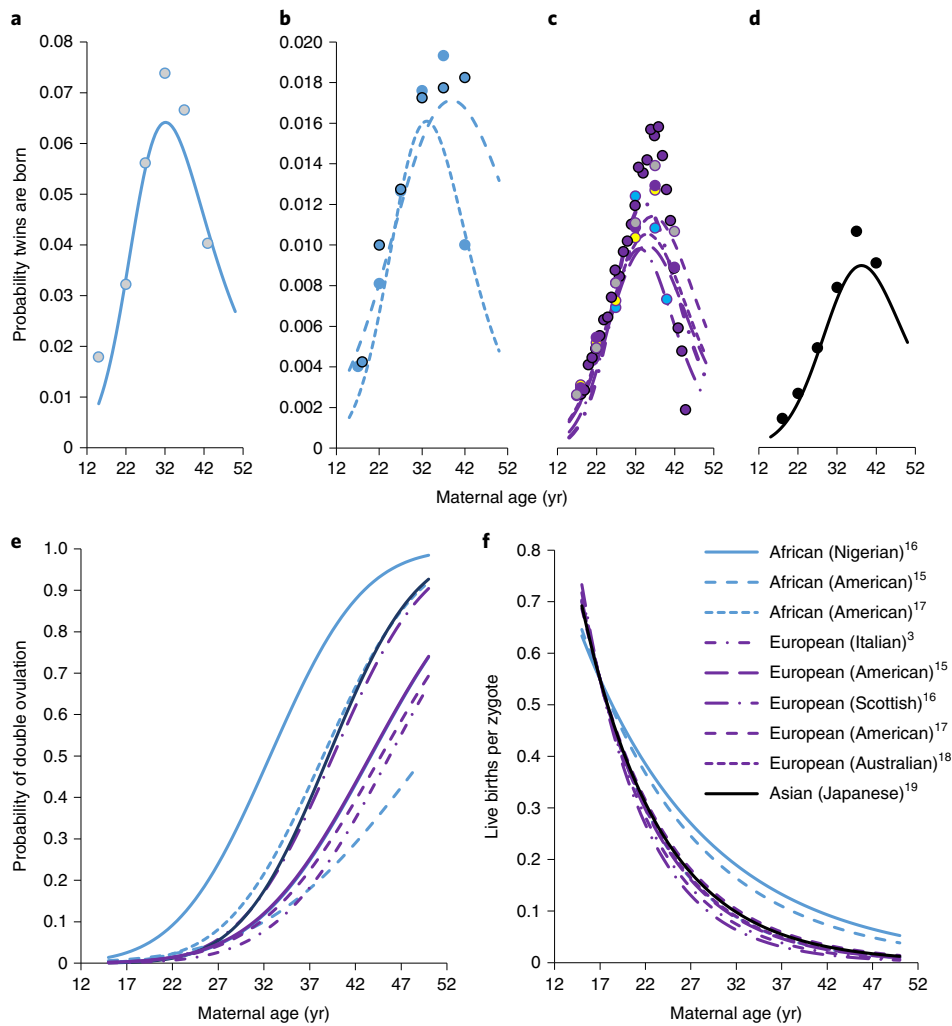 a
b
c
d
Probability twins are born
0.08
0.07
0.06
0.05
0.04
0.03
0.02
0.01
0
12 22 32 42 52
0.020
0.018
0.016
0.014
0.012
0.010
0.008
0.006
0.004
0.002
0
12 22 32 42 52
12 22 32 42 52
12 22 32 42 52
Maternal age (yr)
e
Probability of double ovulation
1.0
0.9
0.8
0.7
0.6
0.5
0.4
0.3
0.2
0.1
0
12 17 22 27 32 37 42 47 52
Maternal age (yr)
f
Live births per zygote
0.8
0.7
0.6
0.5
0.4
0.3
0.2
0.1
0
12 17 22 27 32 37 42 47 52
Maternal age (yr)
African (Nigerian)¹⁶
African (American)¹⁵
African (American)¹⁷
European (Italian)³
European (American)¹⁵
European (Scottish)¹⁶
European (American)¹⁷
European (Australian)¹⁸
Asian (Japanese)¹⁹